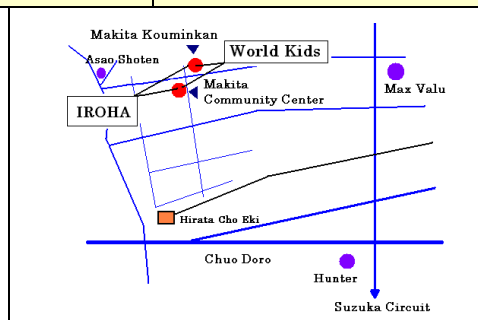 Makita Kouminkan
World Kids
Asao Shoten
Makita
Community Center
Max Valu
IROHA
Hirata Cho Eki
Chuo Doro
Hunter
Suzuka Circuit